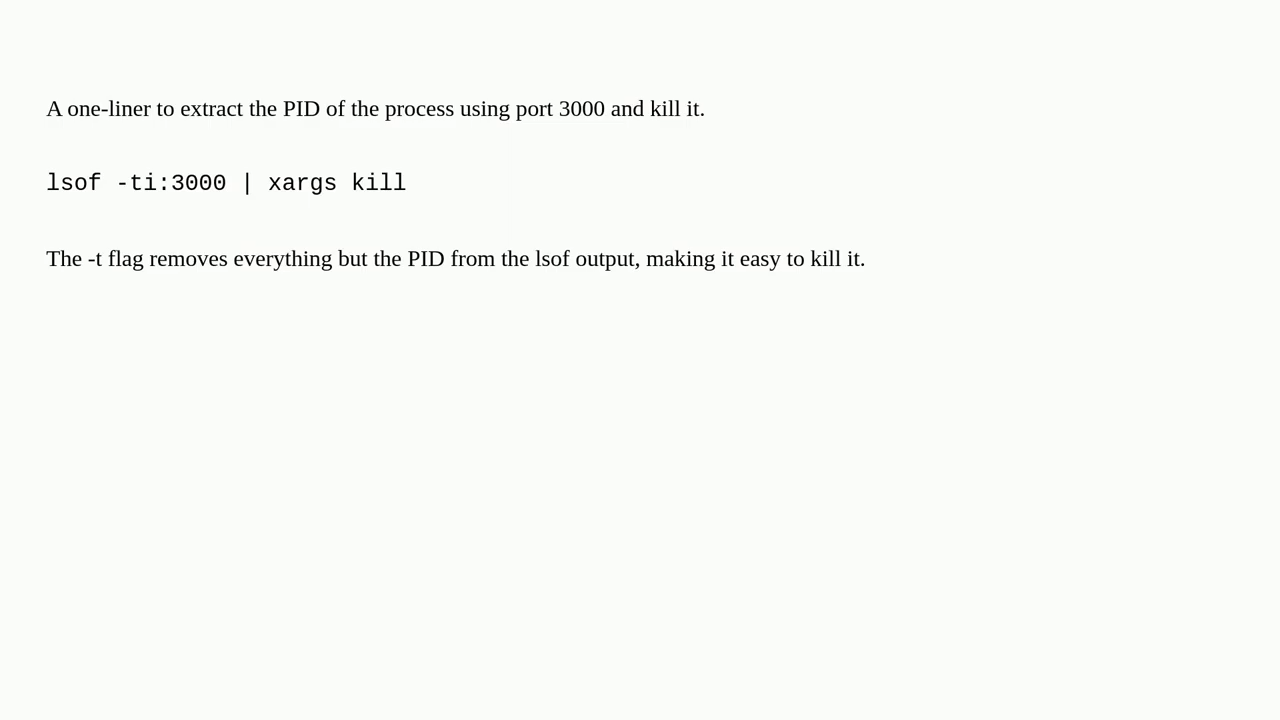 A one-liner to extract the PID of the process using port 3000 and kill it.
lsof -ti:3000 | xargs kill
The -t flag removes everything but the PID from the lsof output, making it easy to kill it.